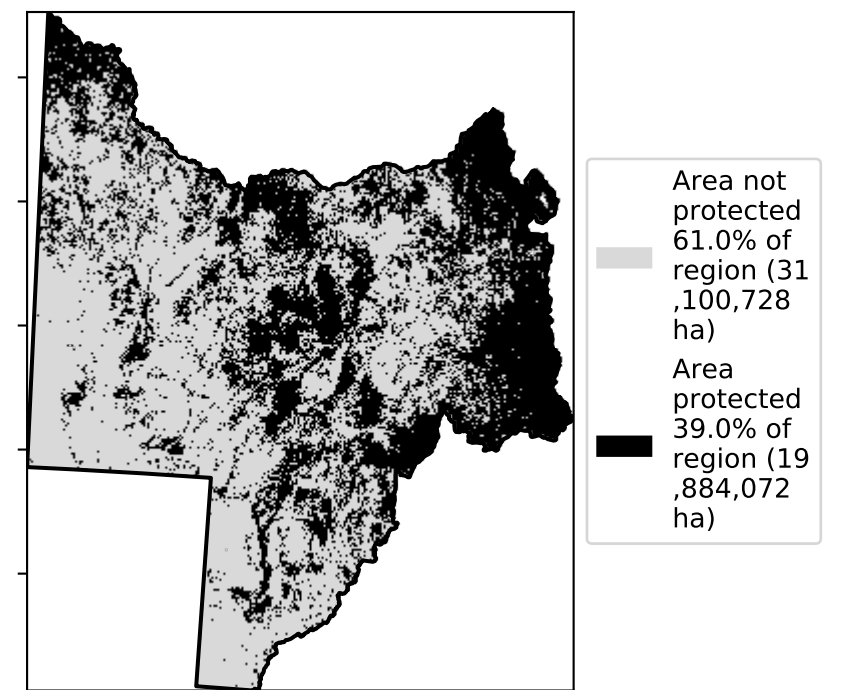 Area not
protected
61.0% of
region (31
,100,728
ha)
Area
protected
39.0% of
region (19
,884,072
ha)